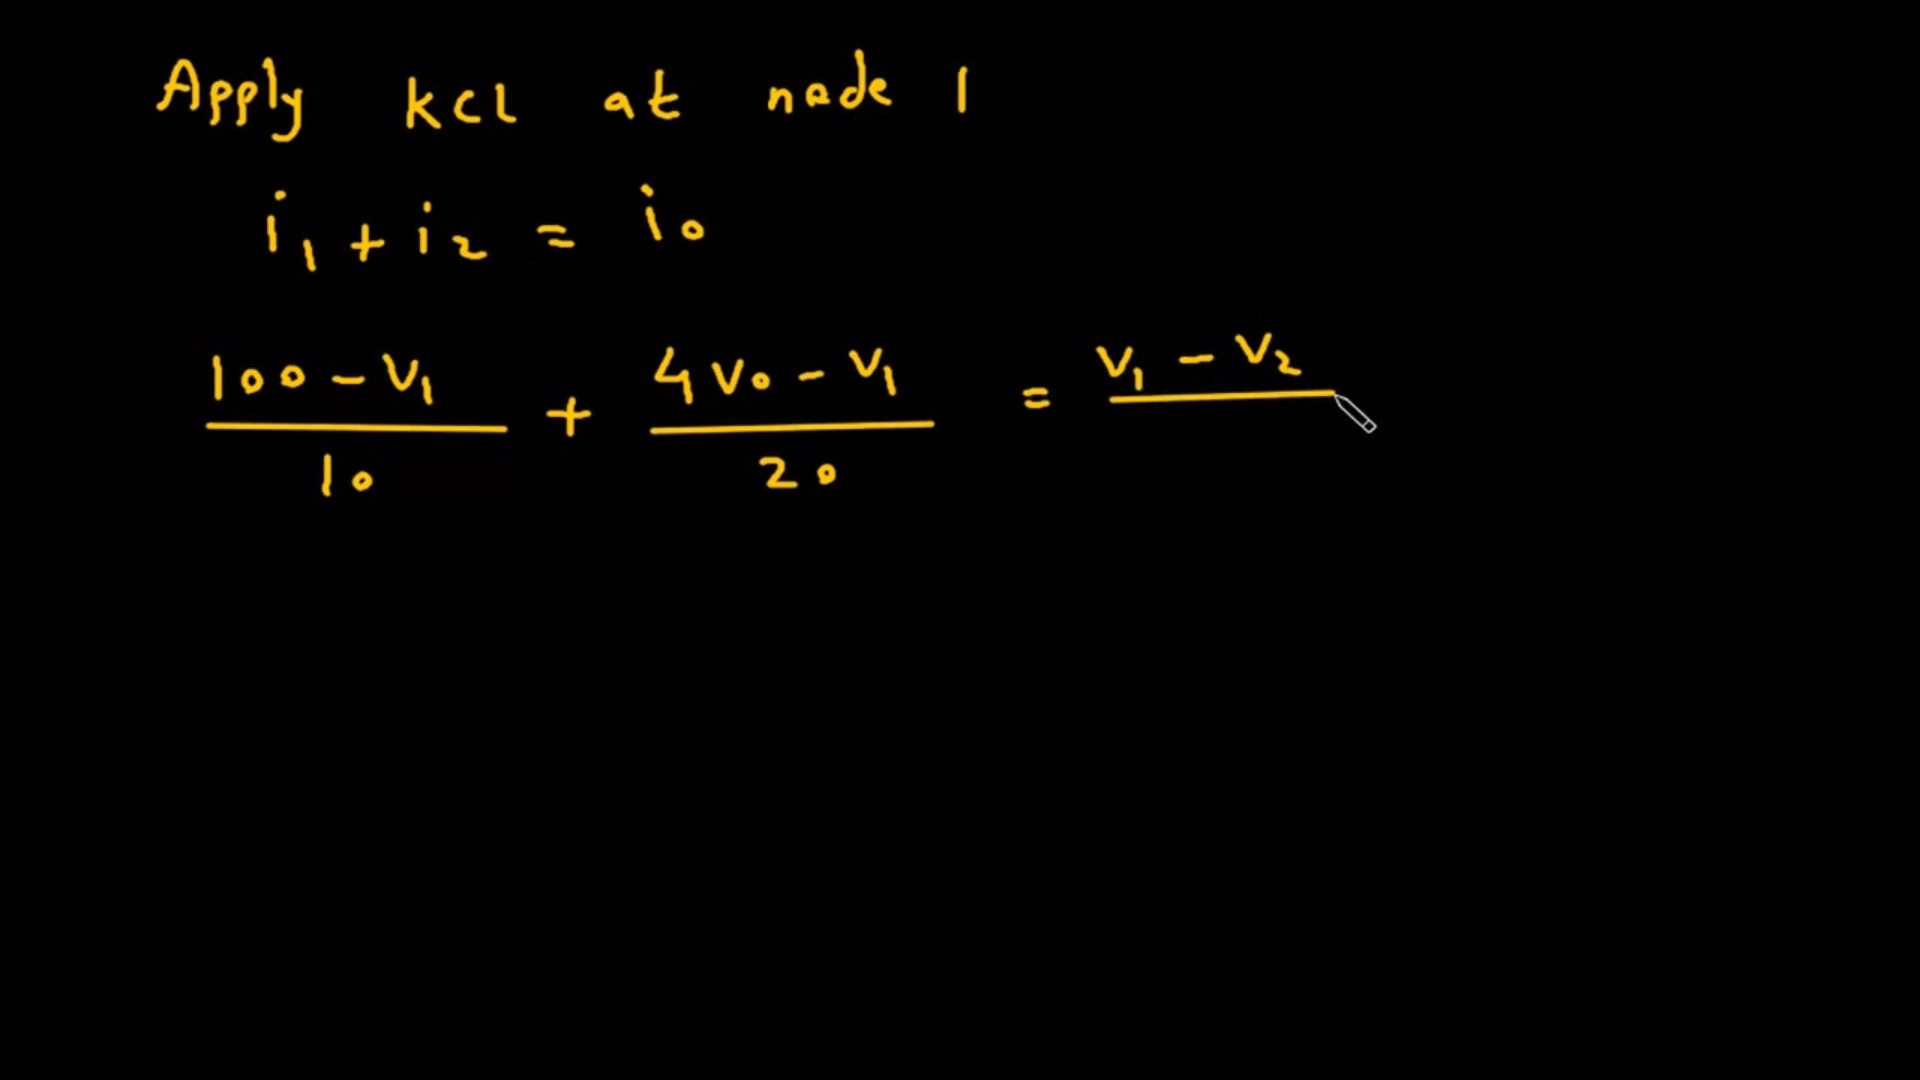 Apply KCL at node 1
i₁ + i₂ = i₀
(100 - V₁)/10 + (4V₀ - V₁)/20 = (V₁ - V₂)/